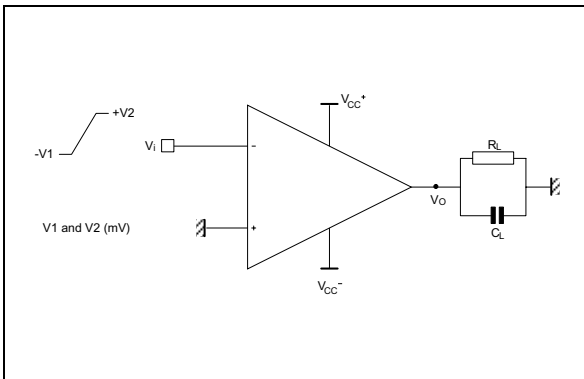 +V2
-V1
Vi
V1 and V2 (mV)
-
+
VCC+
VCC-
VO
RL
CL